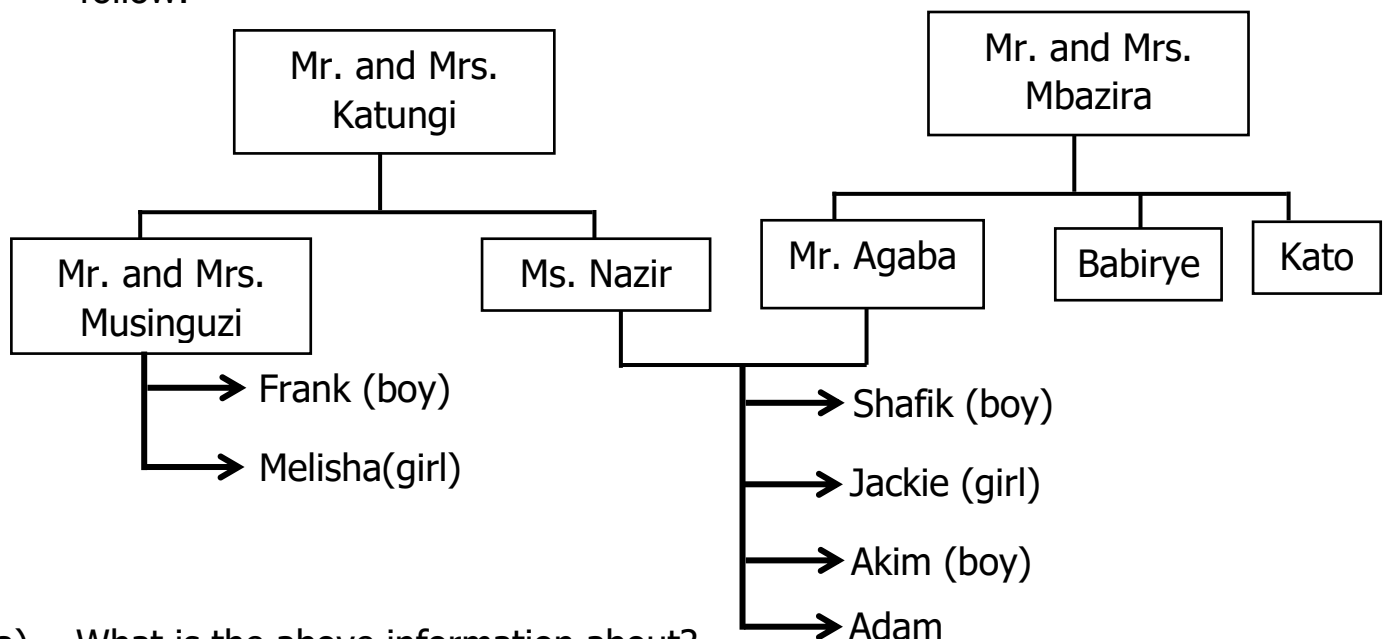 follow.
Mr. and Mrs.
Katungi
Mr. and Mrs.
Mbazira
Mr. and Mrs.
Musinguzi
Ms. Nazir
Mr. Agaba
Babirye
Kato
Frank (boy)
Melisha(girl)
Shafik (boy)
Jackie (girl)
Akim (boy)
Adam
What is the above information about?